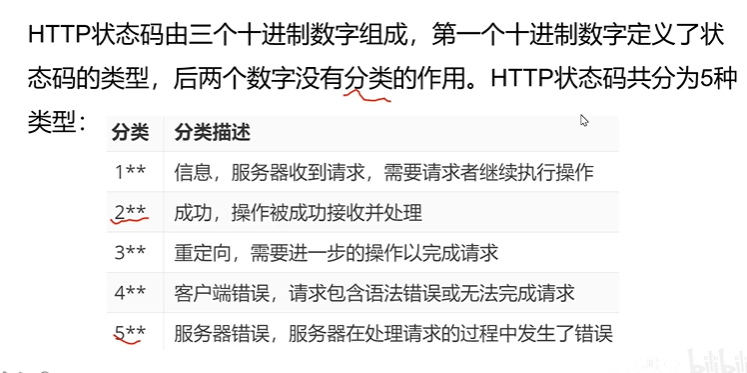 HTTP状态码由三个十进制数字组成，第一个十进制数字定义了状
态码的类型，后两个数字没有分类的作用。HTTP状态码共分为5种
类型：
分类 分类描述
1** 信息，服务器收到请求，需要请求者继续执行操作
2** 成功，操作被成功接收并处理
3** 重定向，需要进一步的操作以完成请求
4** 客户端错误，请求包含语法错误或无法完成请求
5** 服务器错误，服务器在处理请求的过程中发生了错误
bilibili